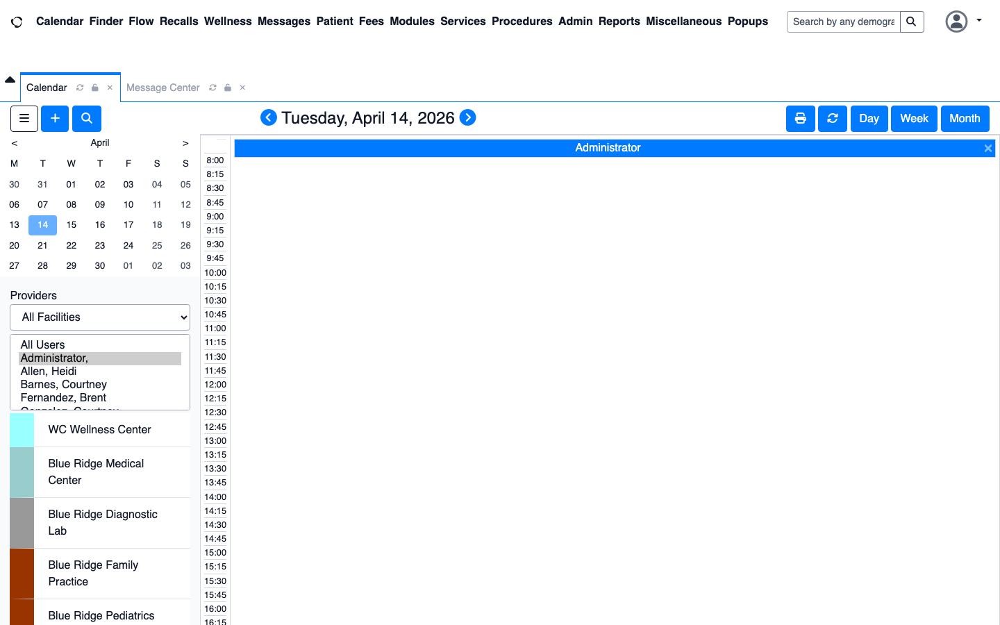 Calendar Finder Flow Recalls Wellness Messages Patient Fees Modules Services Procedures Admin Reports Miscellaneous Popups
Search by any demogra
Calendar
Message Center
Tuesday, April 14, 2026
Day Week Month
< April >
M T W T F S S
30 31 01 02 03 04 05
06 07 08 09 10 11 12
13 14 15 16 17 18 19
20 21 22 23 24 25 26
27 28 29 30 01 02 03
Providers
All Facilities
All Users
Administrator,
Allen, Heidi
Barnes, Courtney
Fernandez, Brent
WC Wellness Center
Blue Ridge Medical
Center
Blue Ridge Diagnostic
Lab
Blue Ridge Family
Practice
Blue Ridge Pediatrics
Administrator
8:00
8:15
8:30
8:45
9:00
9:15
9:30
9:45
10:00
10:15
10:30
10:45
11:00
11:15
11:30
11:45
12:00
12:15
12:30
12:45
13:00
13:15
13:30
13:45
14:00
14:15
14:30
14:45
15:00
15:15
15:30
15:45
16:00
16:15